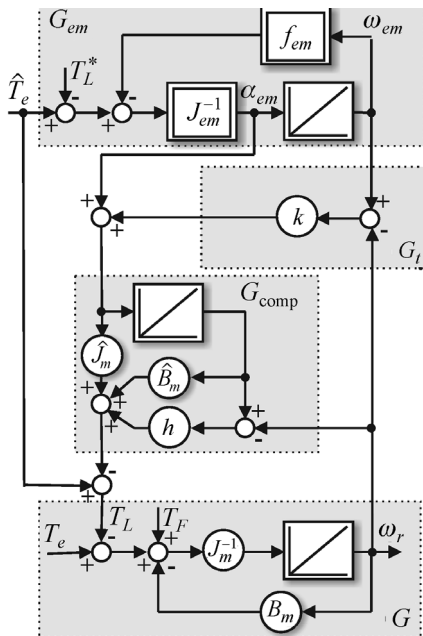 G_em
f_em
ω_em
T_L^*
T̂_e
J_em^-1
α_em
k
G_t
G_comp
Ĵ_m
B̂_m
h
T_L
T_F
T_e
J_m^-1
ω_r
B_m
G